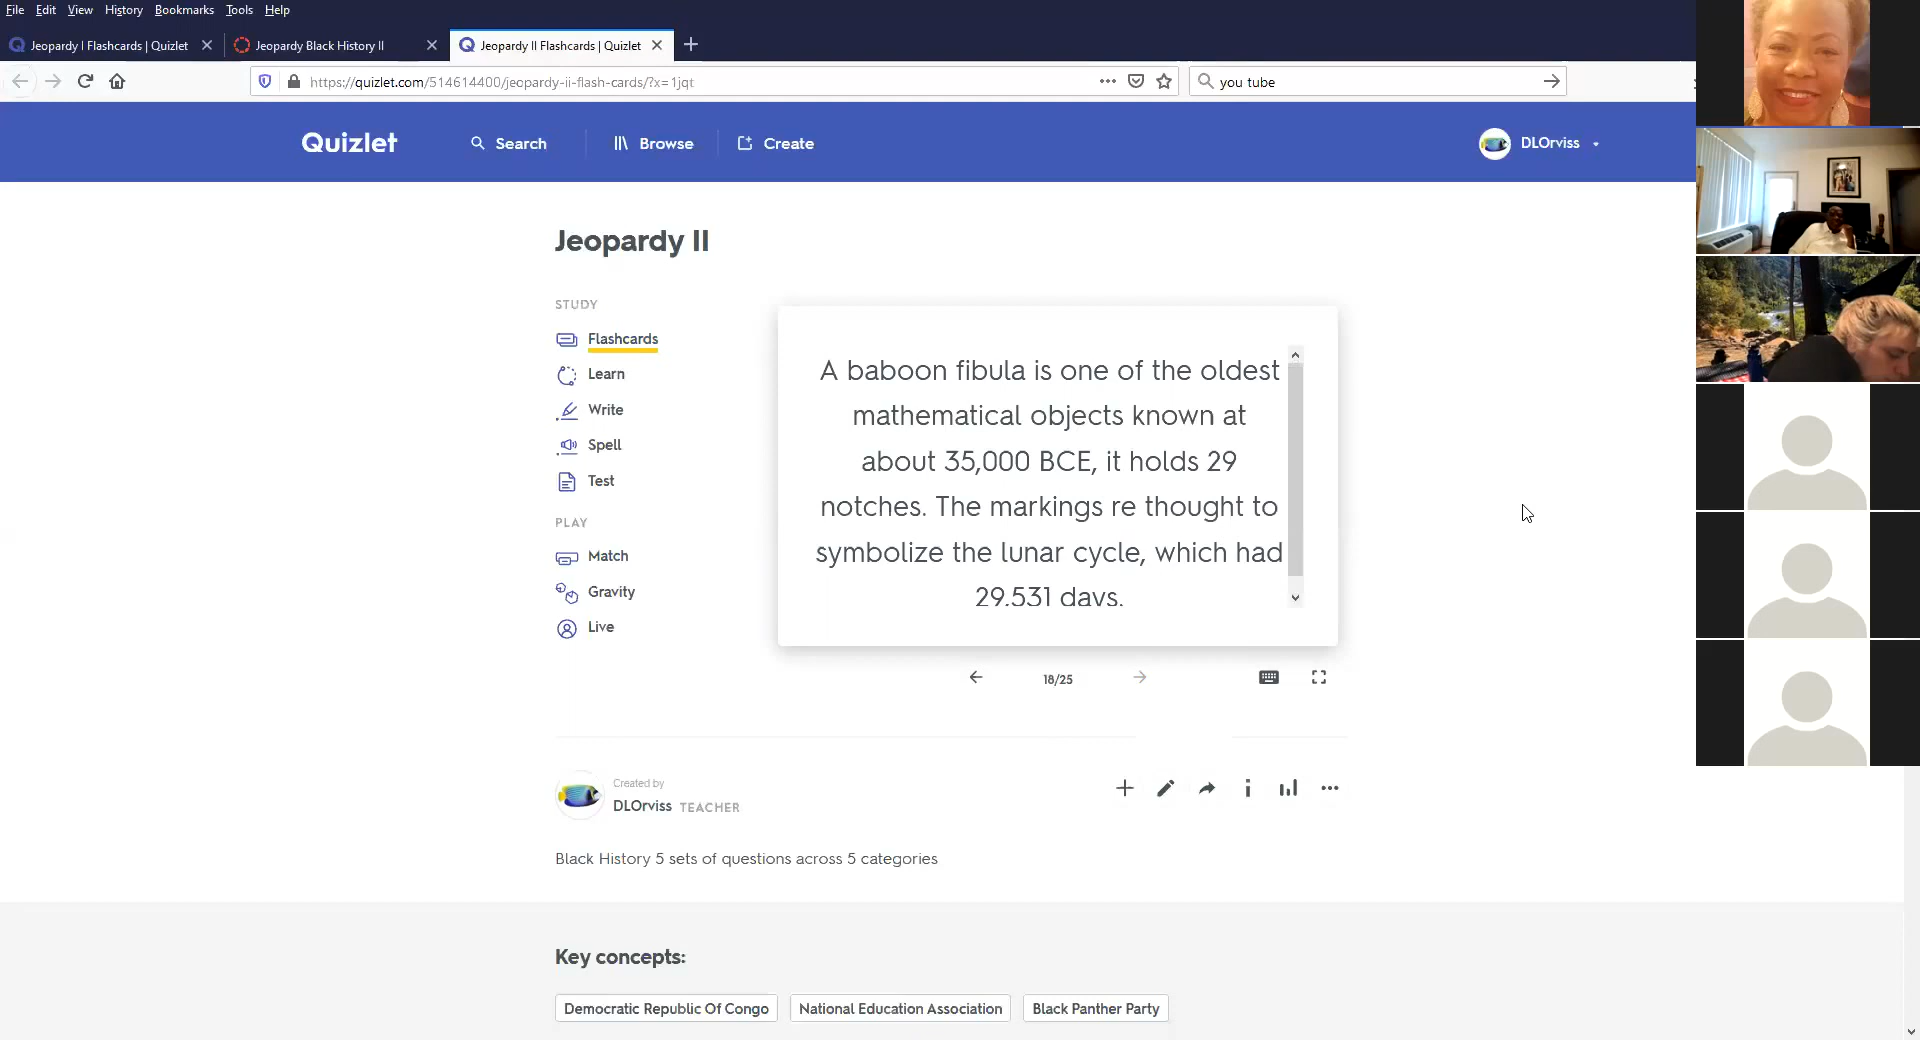 File Edit View History Bookmarks Tools Help
Jeopardy I Flashcards | Quizlet
Jeopardy Black History II
Jeopardy II Flashcards | Quizlet
https://quizlet.com/514614400/jeopardy-ii-flash-cards/?x=1jqt
you tube
Quizlet
Search
Browse
Create
DLOrviss
Jeopardy II
STUDY
Flashcards
Learn
Write
Spell
Test
PLAY
Match
Gravity
Live
A baboon fibula is one of the oldest
mathematical objects known at
about 35,000 BCE, it holds 29
notches. The markings re thought to
symbolize the lunar cycle, which had
29.531 days.
18/25
Created by
DLOrviss TEACHER
Black History 5 sets of questions across 5 categories
Key concepts:
Democratic Republic Of Congo
National Education Association
Black Panther Party